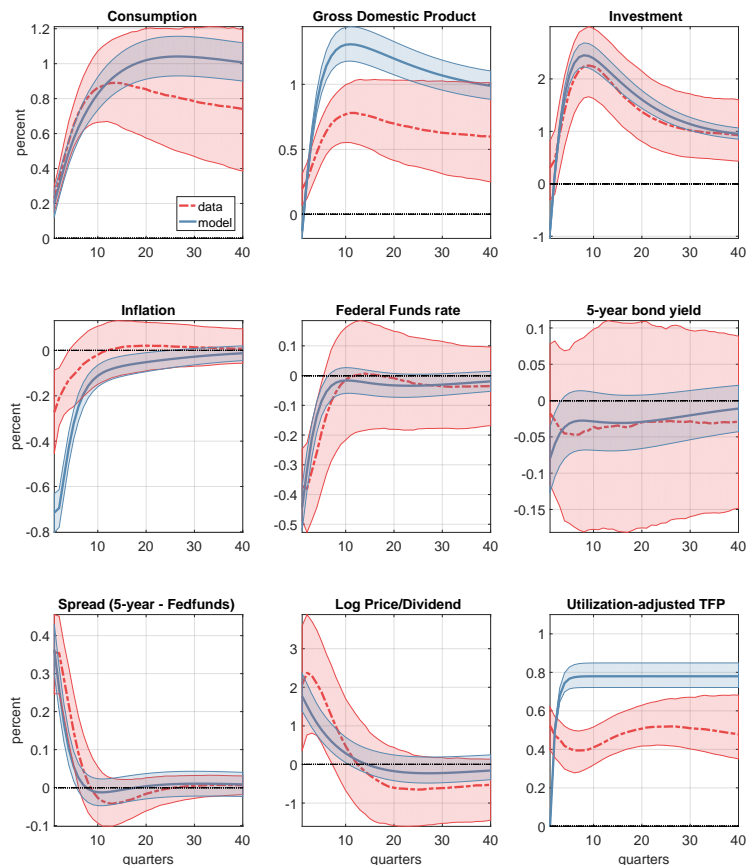 Consumption
Gross Domestic Product
Investment
percent
1.2
1
0.8
0.6
0.4
0.2
0
data
model
10 20 30 40
1
0.5
0
10 20 30 40
2
1
0
-1
10 20 30 40
Inflation
Federal Funds rate
5-year bond yield
percent
0
-0.2
-0.4
-0.6
-0.8
10 20 30 40
0.1
0
-0.1
-0.2
-0.3
-0.4
-0.5
10 20 30 40
0.1
0.05
0
-0.05
-0.1
-0.15
10 20 30 40
Spread (5-year - Fedfunds)
Log Price/Dividend
Utilization-adjusted TFP
percent
0.4
0.3
0.2
0.1
0
-0.1
10 20 30 40
quarters
3
2
1
0
-1
10 20 30 40
quarters
1
0.8
0.6
0.4
0.2
0
10 20 30 40
quarters